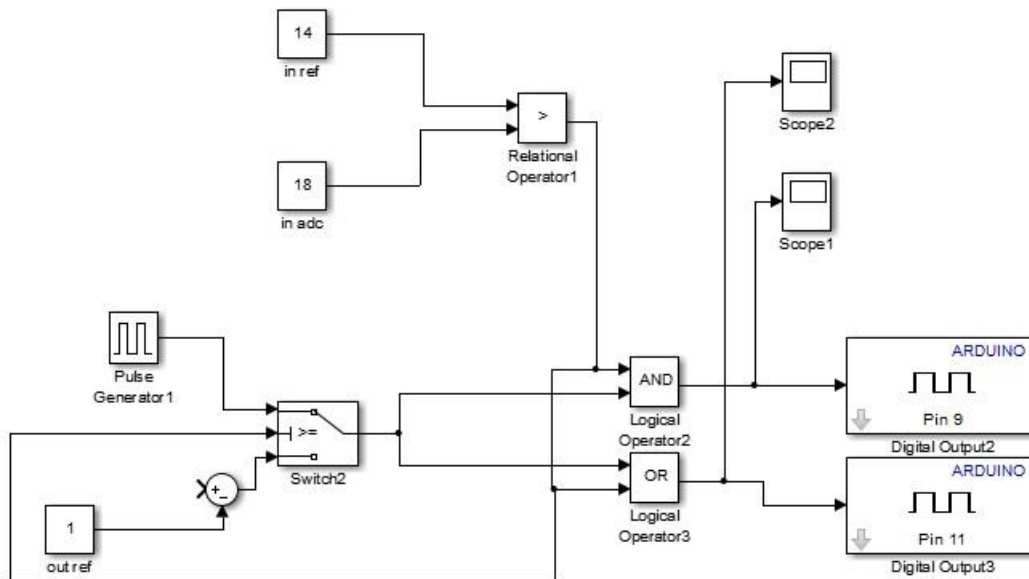 14
in ref
>
Relational
Operator1
18
in adc
Scope2
Scope1
Pulse
Generator1
>=
Switch2
+
-
1
out ref
AND
Logical
Operator2
OR
Logical
Operator3
ARDUINO
Pin 9
Digital Output2
ARDUINO
Pin 11
Digital Output3